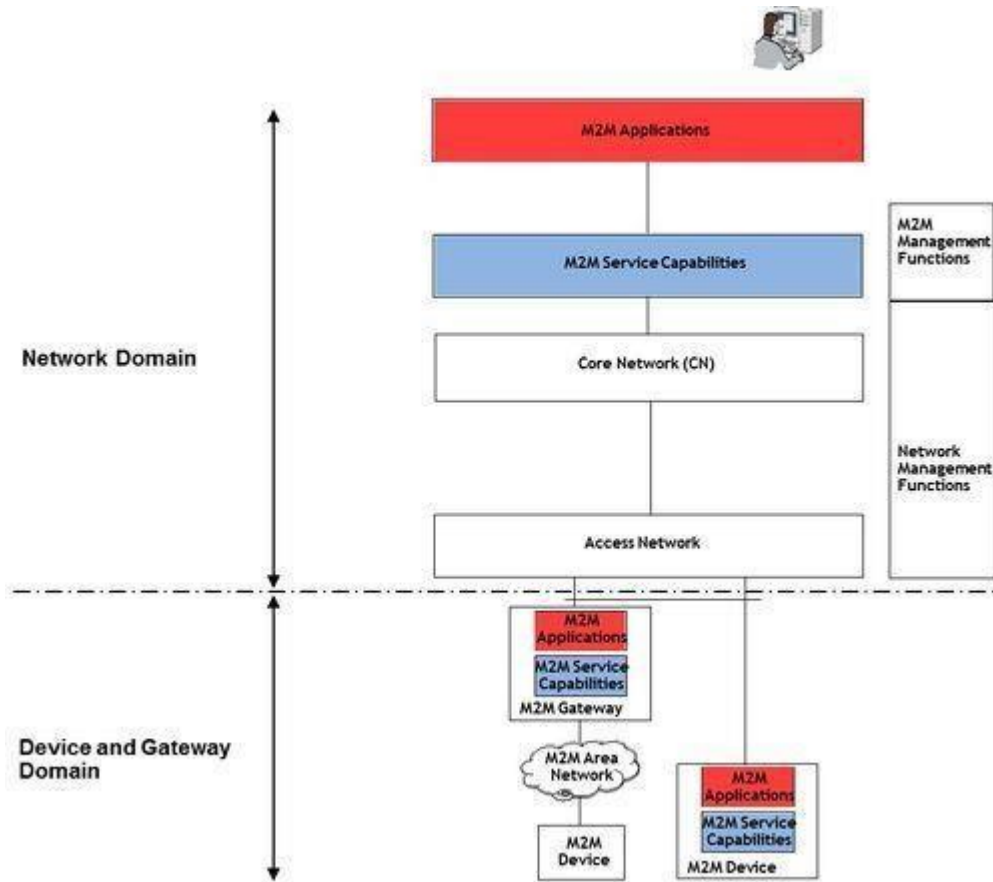 M2M Applications
M2M
Management
Functions
M2M Service Capabilities
Network Domain
Core Network (CN)
Network
Management
Functions
Access Network
M2M
Applications
M2M Service
Capabilities
M2M Gateway
Device and Gateway
Domain
M2M Area
Network
M2M
Device
M2M
Applications
M2M Service
Capabilities
M2M Device